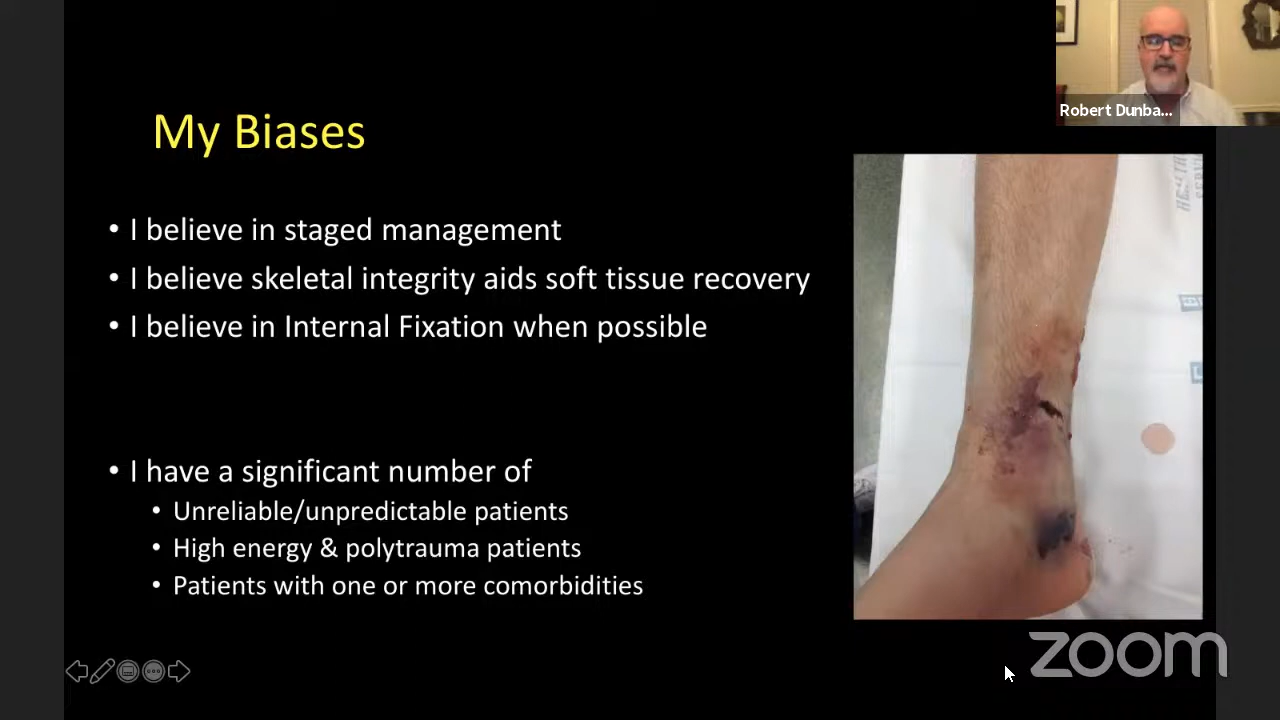 Robert Dunba...
My Biases
• I believe in staged management
• I believe skeletal integrity aids soft tissue recovery
• I believe in Internal Fixation when possible
• I have a significant number of
• Unreliable/unpredictable patients
• High energy & polytrauma patients
• Patients with one or more comorbidities
zoom